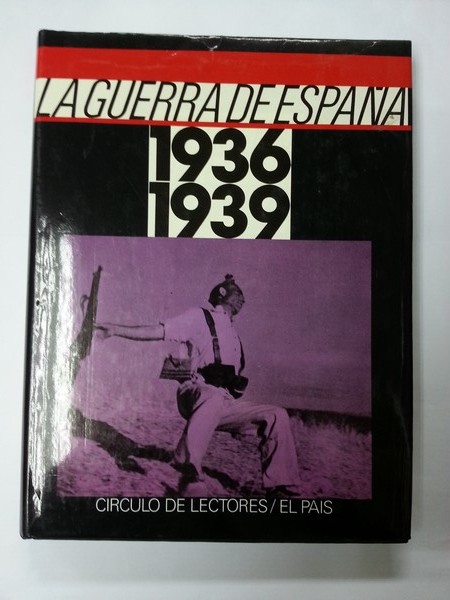 LA GUERRA DE ESPAÑA
1936
1939
CIRCULO DE LECTORES/EL PAIS